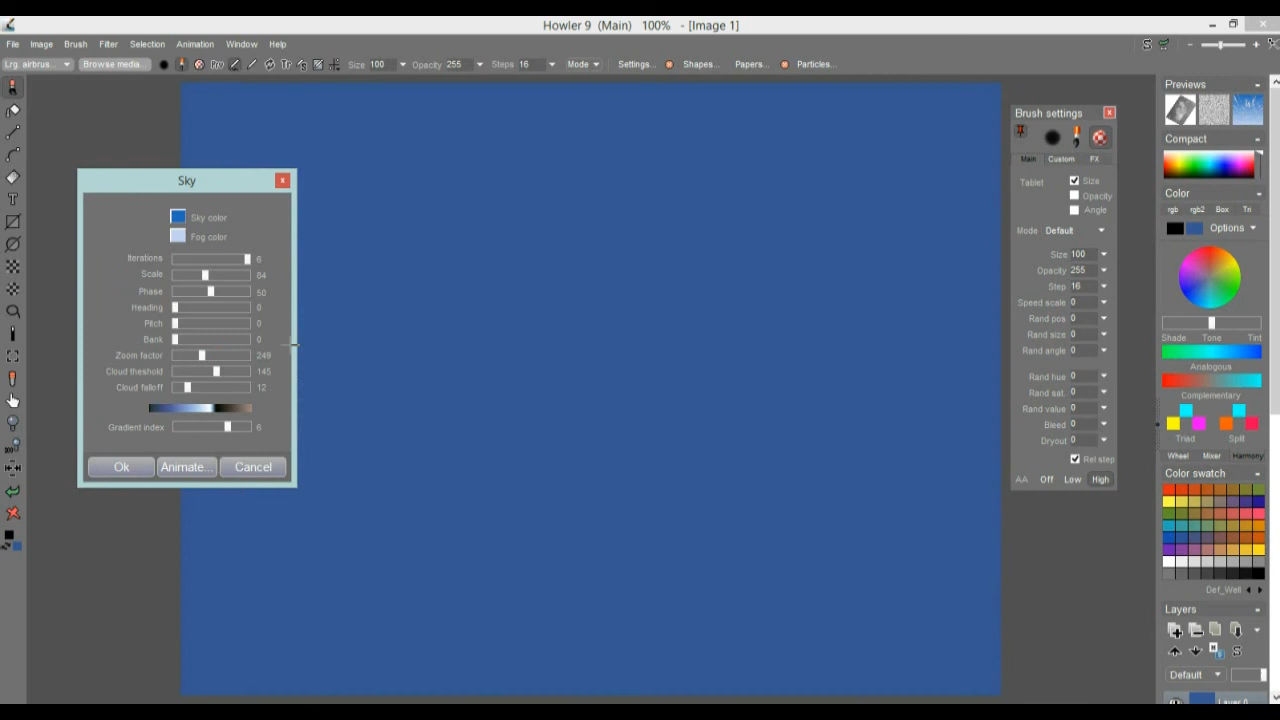 Howler 9 (Main) 100% - [Image 1]
File Image Brush Filter Selection Animation Window Help
Lrg. airbrus... Browse media... Size 100 Opacity 255 Steps 16 Mode Settings... Shapes... Papers... Particles...
Sky
Sky color
Fog color
Iterations 6
Scale 64
Phase 50
Heading 0
Pitch 0
Bank 0
Zoom factor 249
Cloud theshold 145
Cloud falloff 12
Gradient index 6
Ok Animate... Cancel
Brush settings
Main Custom FX
Tablet Size
Opacity
Angle
Mode Default
Size 100
Opacity 255
Step 16
Speed scale 0
Rand pos 0
Rand size 0
Rand angle 0
Rand hue 0
Rand sat. 0
Rand value 0
Bleed 0
Dryout 0
Rel step
AA Off Low High
Previews
Compact
Color
rgb rgb2 Box Tri
Options
Shade Tone Tint
Analogous
Complementary
Triad Split
Wheel Mixer Harmony
Color swatch
Def_Well
Layers
Default
Layer 0